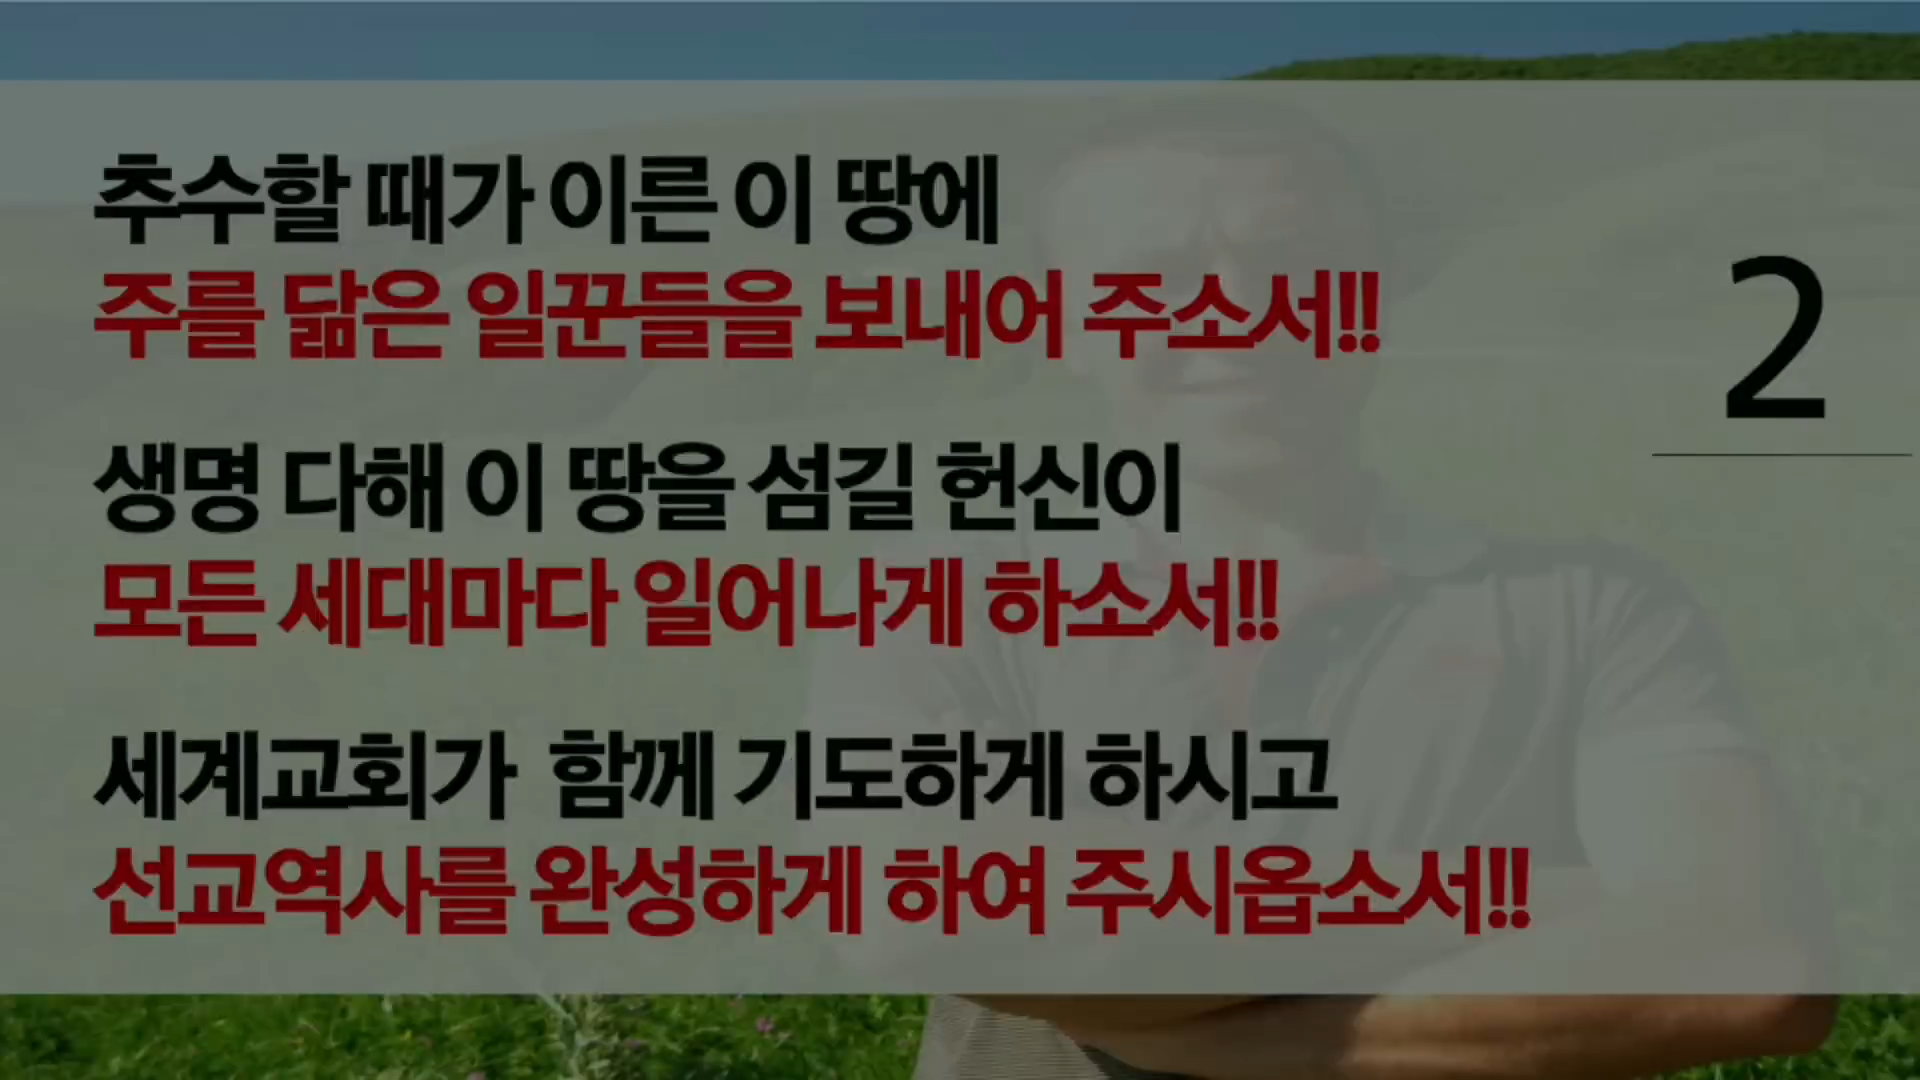 추수할 때가 이른 이 땅에
주를 닮은 일꾼들을 보내어 주소서!!
2
생명 다해 이 땅을 섬길 헌신이
모든 세대마다 일어나게 하소서!!
세계교회가 함께 기도하게 하시고
선교역사를 완성하게 하여 주시옵소서!!